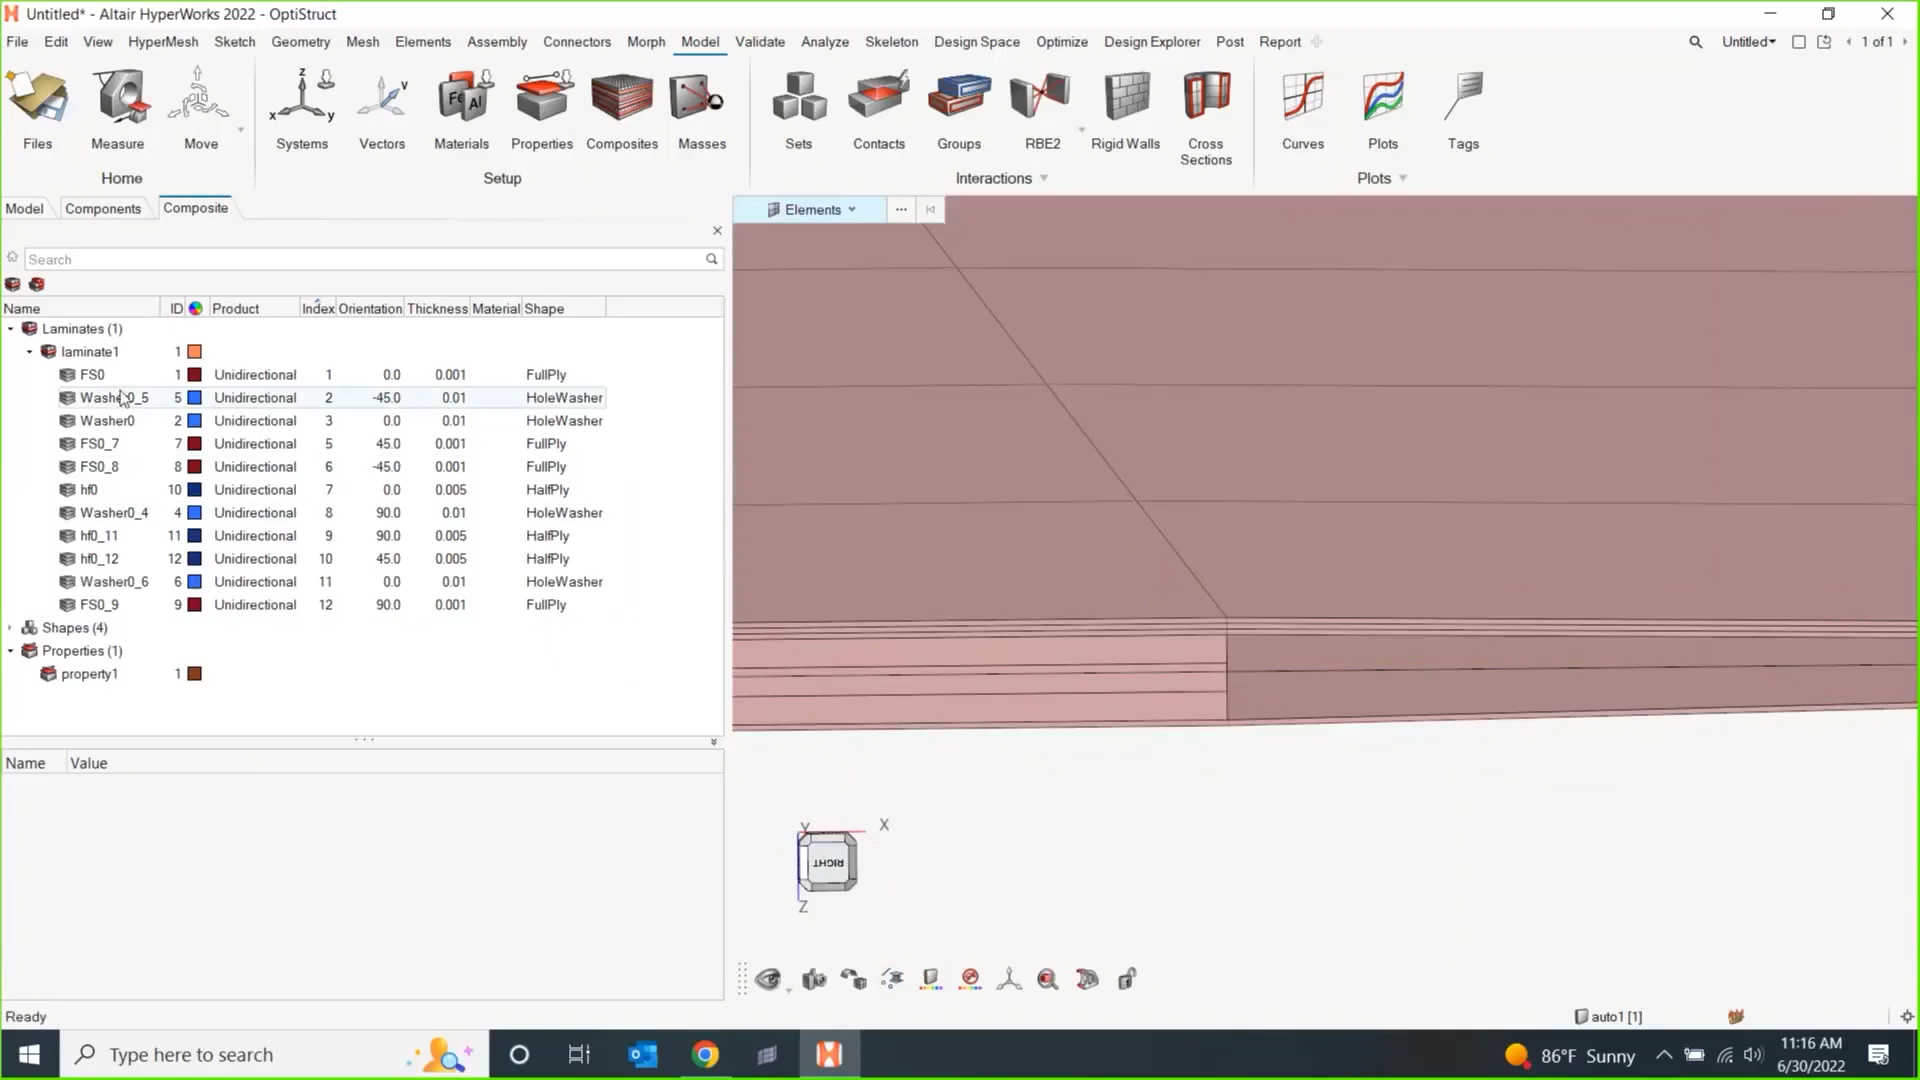 Untitled* - Altair HyperWorks 2022 - OptiStruct
File Edit View HyperMesh Sketch Geometry Mesh Elements Assembly Connectors Morph Model Validate Analyze Skeleton Design Space Optimize Design Explorer Post Report Untitled 1 of 1
Files Measure Move Systems Vectors Materials Properties Composites Masses Sets Contacts Groups RBE2 Rigid Walls Cross Sections Curves Plots Tags
Home Setup Interactions Plots
Model Components Composite
Elements
Search
Name ID Product Index Orientation Thickness Material Shape
Laminates (1)
laminate1 1
FS0 1 Unidirectional 1 0.0 0.001 FullPly
Washer0_5 5 Unidirectional 2 -45.0 0.01 HoleWasher
Washer0 2 Unidirectional 3 0.0 0.01 HoleWasher
FS0_7 7 Unidirectional 5 45.0 0.001 FullPly
FS0_8 8 Unidirectional 6 -45.0 0.001 FullPly
hf0 10 Unidirectional 7 0.0 0.005 HalfPly
Washer0_4 4 Unidirectional 8 90.0 0.01 HoleWasher
hf0_11 11 Unidirectional 9 90.0 0.005 HalfPly
hf0_12 12 Unidirectional 10 45.0 0.005 HalfPly
Washer0_6 6 Unidirectional 11 0.0 0.01 HoleWasher
FS0_9 9 Unidirectional 12 90.0 0.001 FullPly
Shapes (4)
Properties (1)
property1 1
Name Value
Y X
RIGHT
Z
Ready auto1 [1]
Type here to search
86°F Sunny
11:16 AM
6/30/2022